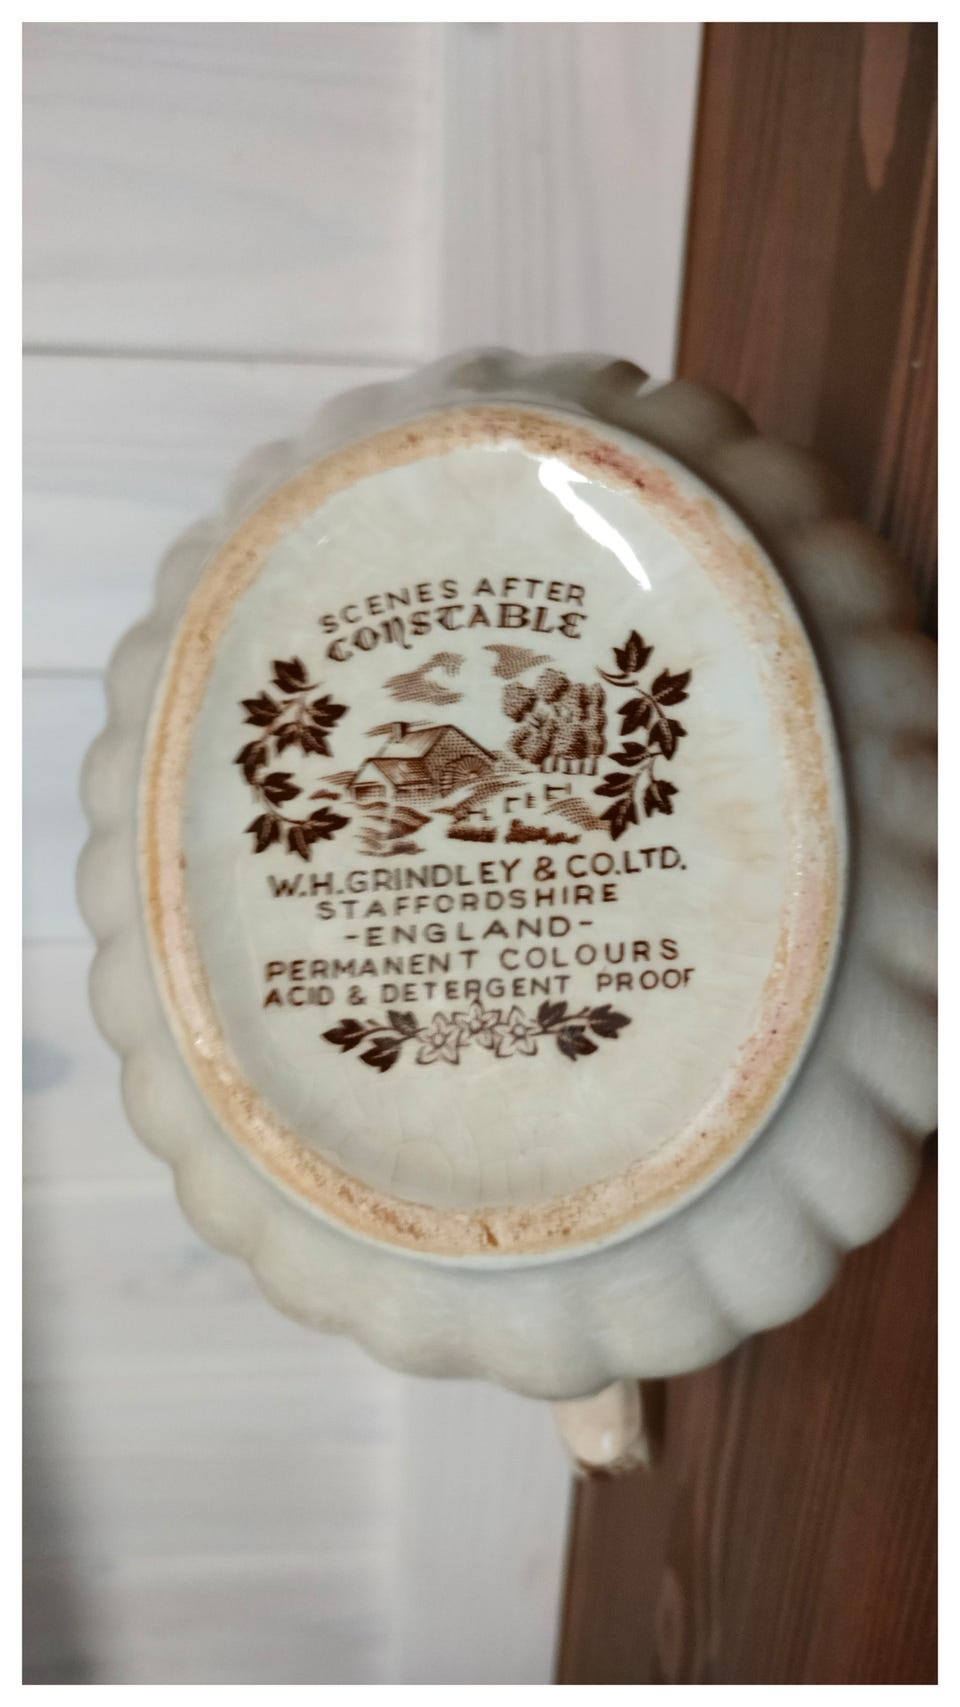 SCENES AFTER
CONSTABLE
W.H.GRINDLEY & CO.LTD.
STAFFORDSHIRE
-ENGLAND-
PERMANENT COLOURS
ACID & DETERGENT PROOF